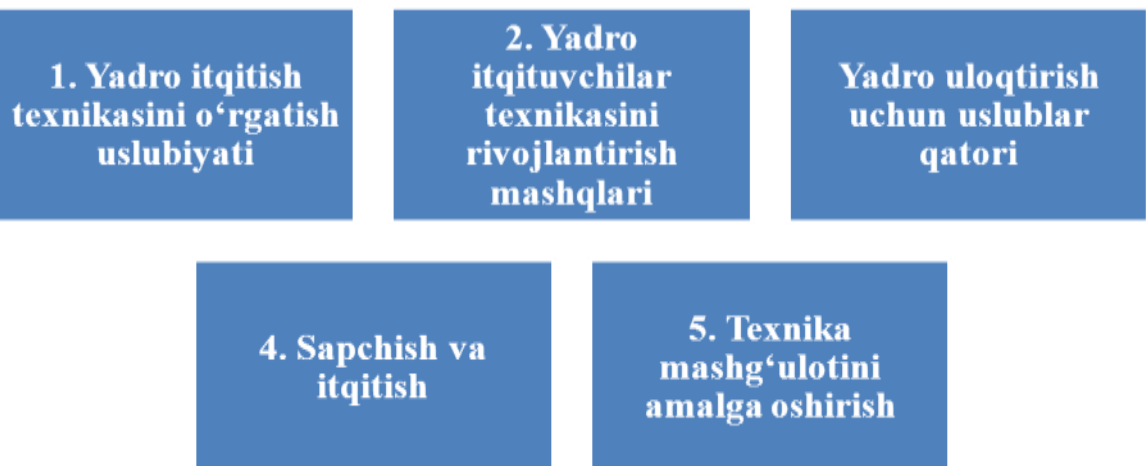 1. Yadro itqitish
texnikasini o‘rgatish
uslubiyati
2. Yadro
itqituvchilar
texnikasini
rivojlantirish
mashqlari
Yadro uloqtirish
uchun uslublar
qatori
4. Sapchish va
itqitish
5. Texnika
mashg‘ulotini
amalga oshirish